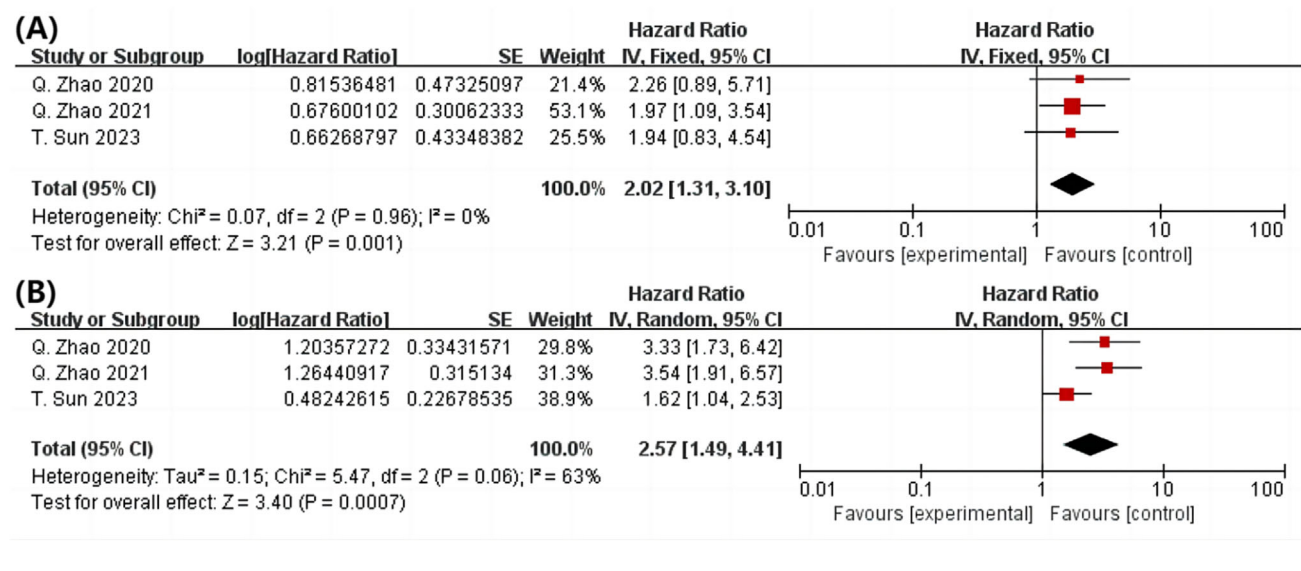 (A)
Hazard Ratio Hazard Ratio
Study or Subgroup log[Hazard Ratio] SE Weight IV, Fixed, 95% CI IV, Fixed, 95% CI
Q. Zhao 2020 0.81536481 0.47325097 21.4% 2.26 [0.89, 5.71]
Q. Zhao 2021 0.67600102 0.30062333 53.1% 1.97 [1.09, 3.54]
T. Sun 2023 0.66268797 0.43348382 25.5% 1.94 [0.83, 4.54]
Total (95% CI) 100.0% 2.02 [1.31, 3.10]
Heterogeneity: Chi² = 0.07, df = 2 (P = 0.96); I² = 0%
Test for overall effect: Z = 3.21 (P = 0.001)
0.01 0.1 1 10 100
Favours [experimental] Favours [control]
(B)
Hazard Ratio Hazard Ratio
Study or Subgroup log[Hazard Ratio] SE Weight IV, Random, 95% CI IV, Random, 95% CI
Q. Zhao 2020 1.20357272 0.33431571 29.8% 3.33 [1.73, 6.42]
Q. Zhao 2021 1.26440917 0.315134 31.3% 3.54 [1.91, 6.57]
T. Sun 2023 0.48242615 0.22678535 38.9% 1.62 [1.04, 2.53]
Total (95% CI) 100.0% 2.57 [1.49, 4.41]
Heterogeneity: Tau² = 0.15; Chi² = 5.47, df = 2 (P = 0.06); I² = 63%
Test for overall effect: Z = 3.40 (P = 0.0007)
0.01 0.1 1 10 100
Favours [experimental] Favours [control]